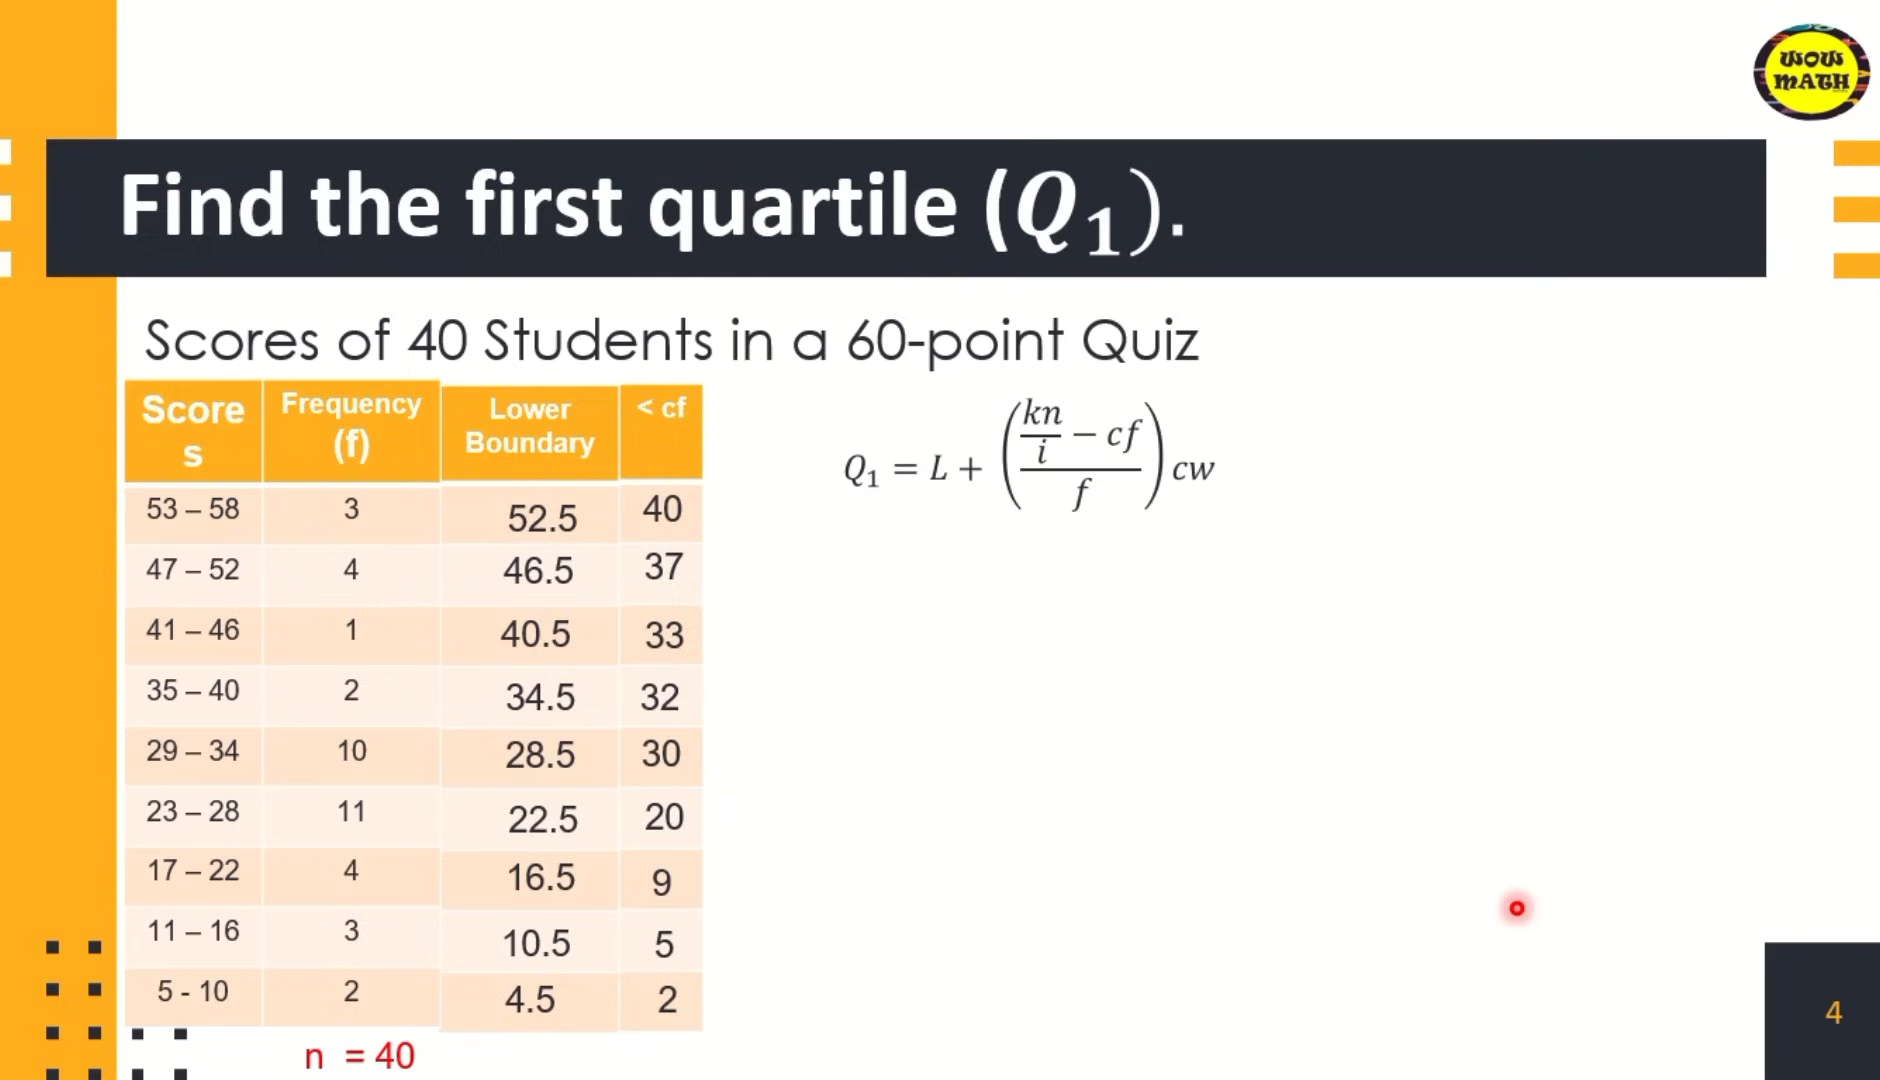 WOW
MATH
Find the first quartile (Q₁).
Scores of 40 Students in a 60-point Quiz
Score
s
Frequency
(f)
Lower
Boundary
< cf
Q₁ = L + ((kn/i − cf)/f) cw
53 – 58 3 52.5 40
47 – 52 4 46.5 37
41 – 46 1 40.5 33
35 – 40 2 34.5 32
29 – 34 10 28.5 30
23 – 28 11 22.5 20
17 – 22 4 16.5 9
11 – 16 3 10.5 5
5 - 10 2 4.5 2
n = 40
4